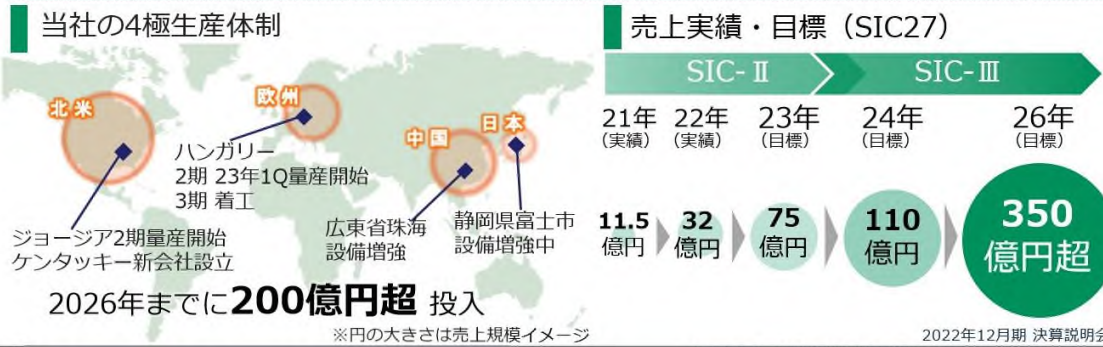 当社の4極生産体制
北米
欧州
中国
日本
ハンガリー
2期 23年1Q量産開始
3期 着工
ジョージア2期量産開始
ケンタッキー新会社設立
広東省珠海
設備増強
静岡県富士市
設備増強中
2026年までに200億円超 投入
※円の大きさは売上規模イメージ
売上実績・目標（SIC27）
SIC-Ⅱ SIC-Ⅲ
21年 22年 23年 24年 26年
(実績) (実績) (目標) (目標) (目標)
11.5 32 75 110 350
億円 億円 億円 億円 億円超
2022年12月期 決算説明会